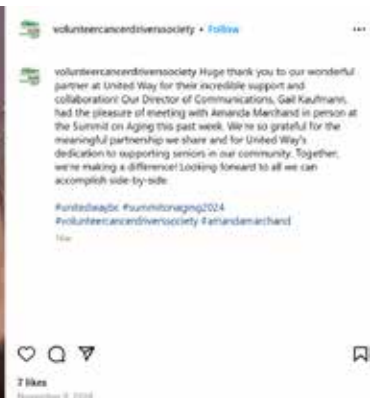 volunteercancerdriverssociety • Follow
volunteercancerdriverssociety Huge thank you to our wonderful
partner at United Way for their incredible support and
collaboration! Our Director of Communications, Gail Kaufmann,
had the pleasure of meeting with Amanda Marchand in person at
the Summit on Aging this past week. We're so grateful for the
meaningful partnership we share and for United Way's
dedication to supporting seniors in our community. Together,
we're making a difference! Looking forward to all we can
accomplish side-by-side.
#unitedwaybc #summitonaging2024
#volunteercancerdriverssociety #amandamarchand
7 likes
November